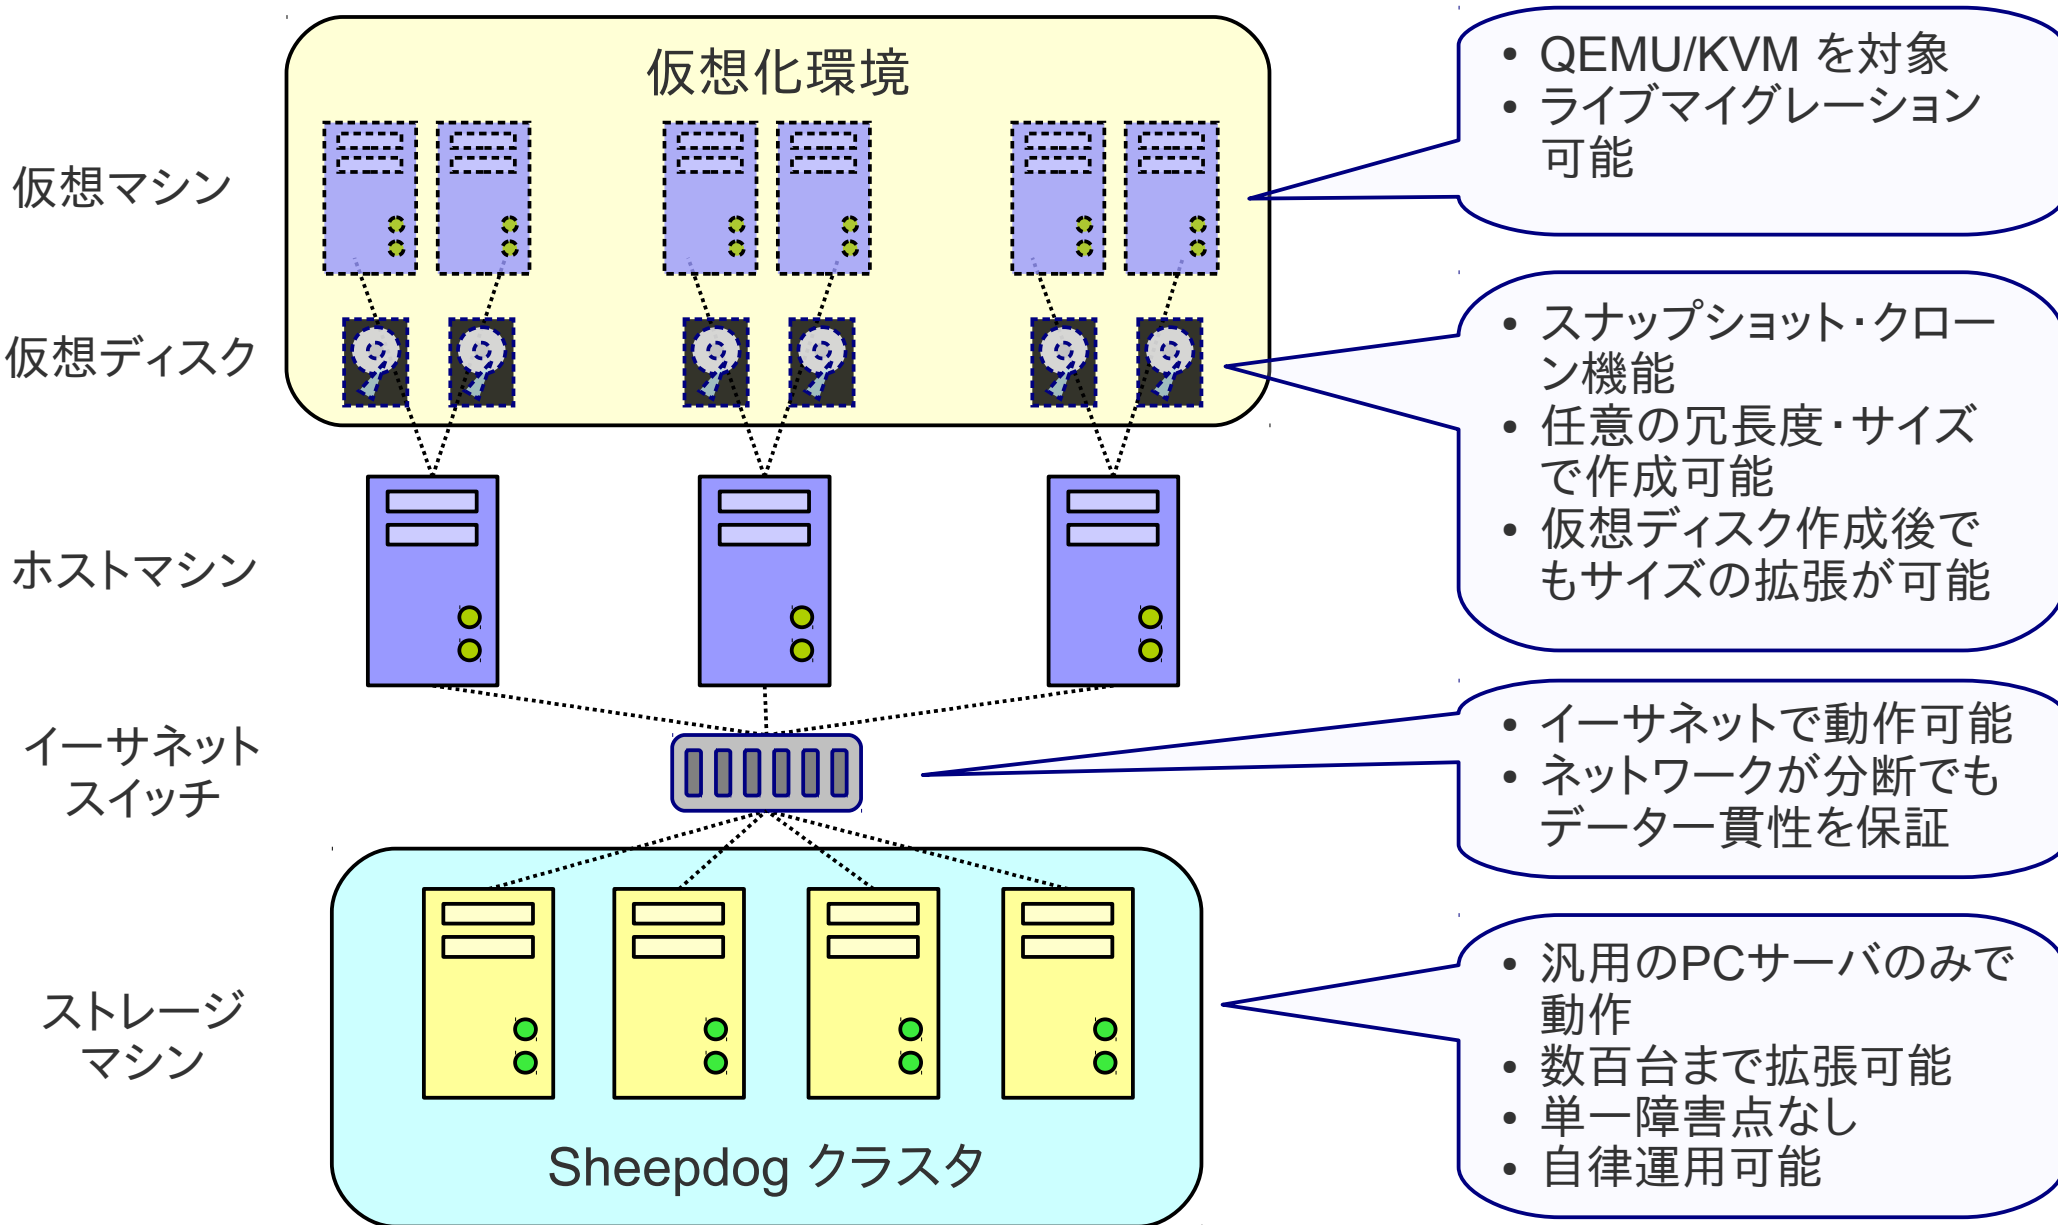 仮想化環境
仮想マシン
仮想ディスク
ホストマシン
イーサネット
スイッチ
ストレージ
マシン
Sheepdog クラスタ
• QEMU/KVM を対象
• ライブマイグレーション
可能
• スナップショット・クロー
ン機能
• 任意の冗長度・サイズ
で作成可能
• 仮想ディスク作成後で
もサイズの拡張が可能
• イーサネットで動作可能
• ネットワークが分断でも
データ一貫性を保証
• 汎用のPCサーバのみで
動作
• 数百台まで拡張可能
• 単一障害点なし
• 自律運用可能